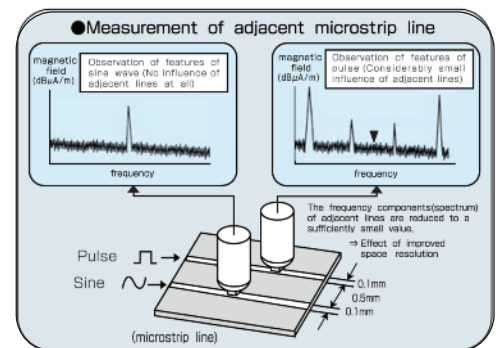 ●Measurement of adjacent microstrip line
magnetic
field
(dBμA/m)
Observation of features of
sine wave (No Influence of
adjacent lines at all)
frequency
magnetic
field
(dBμA/m)
Observation of features of
pulse (Considerably small
influence of adjacent lines)
frequency
The frequency components(spectrum)
of adjacent lines are reduced to a
sufficiently small value.
⇒ Effect of improved
space resolution
Pulse
Sine
0.1mm
0.5mm
0.1mm
(microstrip line)